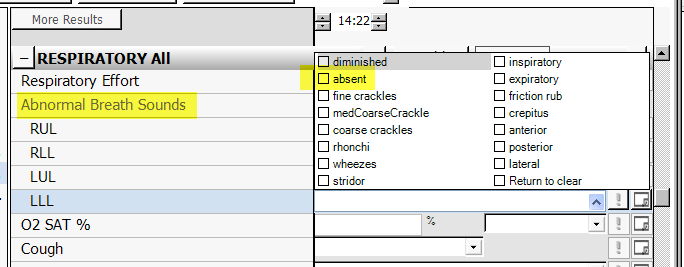 More Results
14:22
RESPIRATORY All
Respiratory Effort
Abnormal Breath Sounds
RUL
RLL
LUL
LLL
O2 SAT %
Cough
diminished
absent
fine crackles
medCoarseCrackle
coarse crackles
rhonchi
wheezes
stridor
inspiratory
expiratory
friction rub
crepitus
anterior
posterior
lateral
Return to clear
%